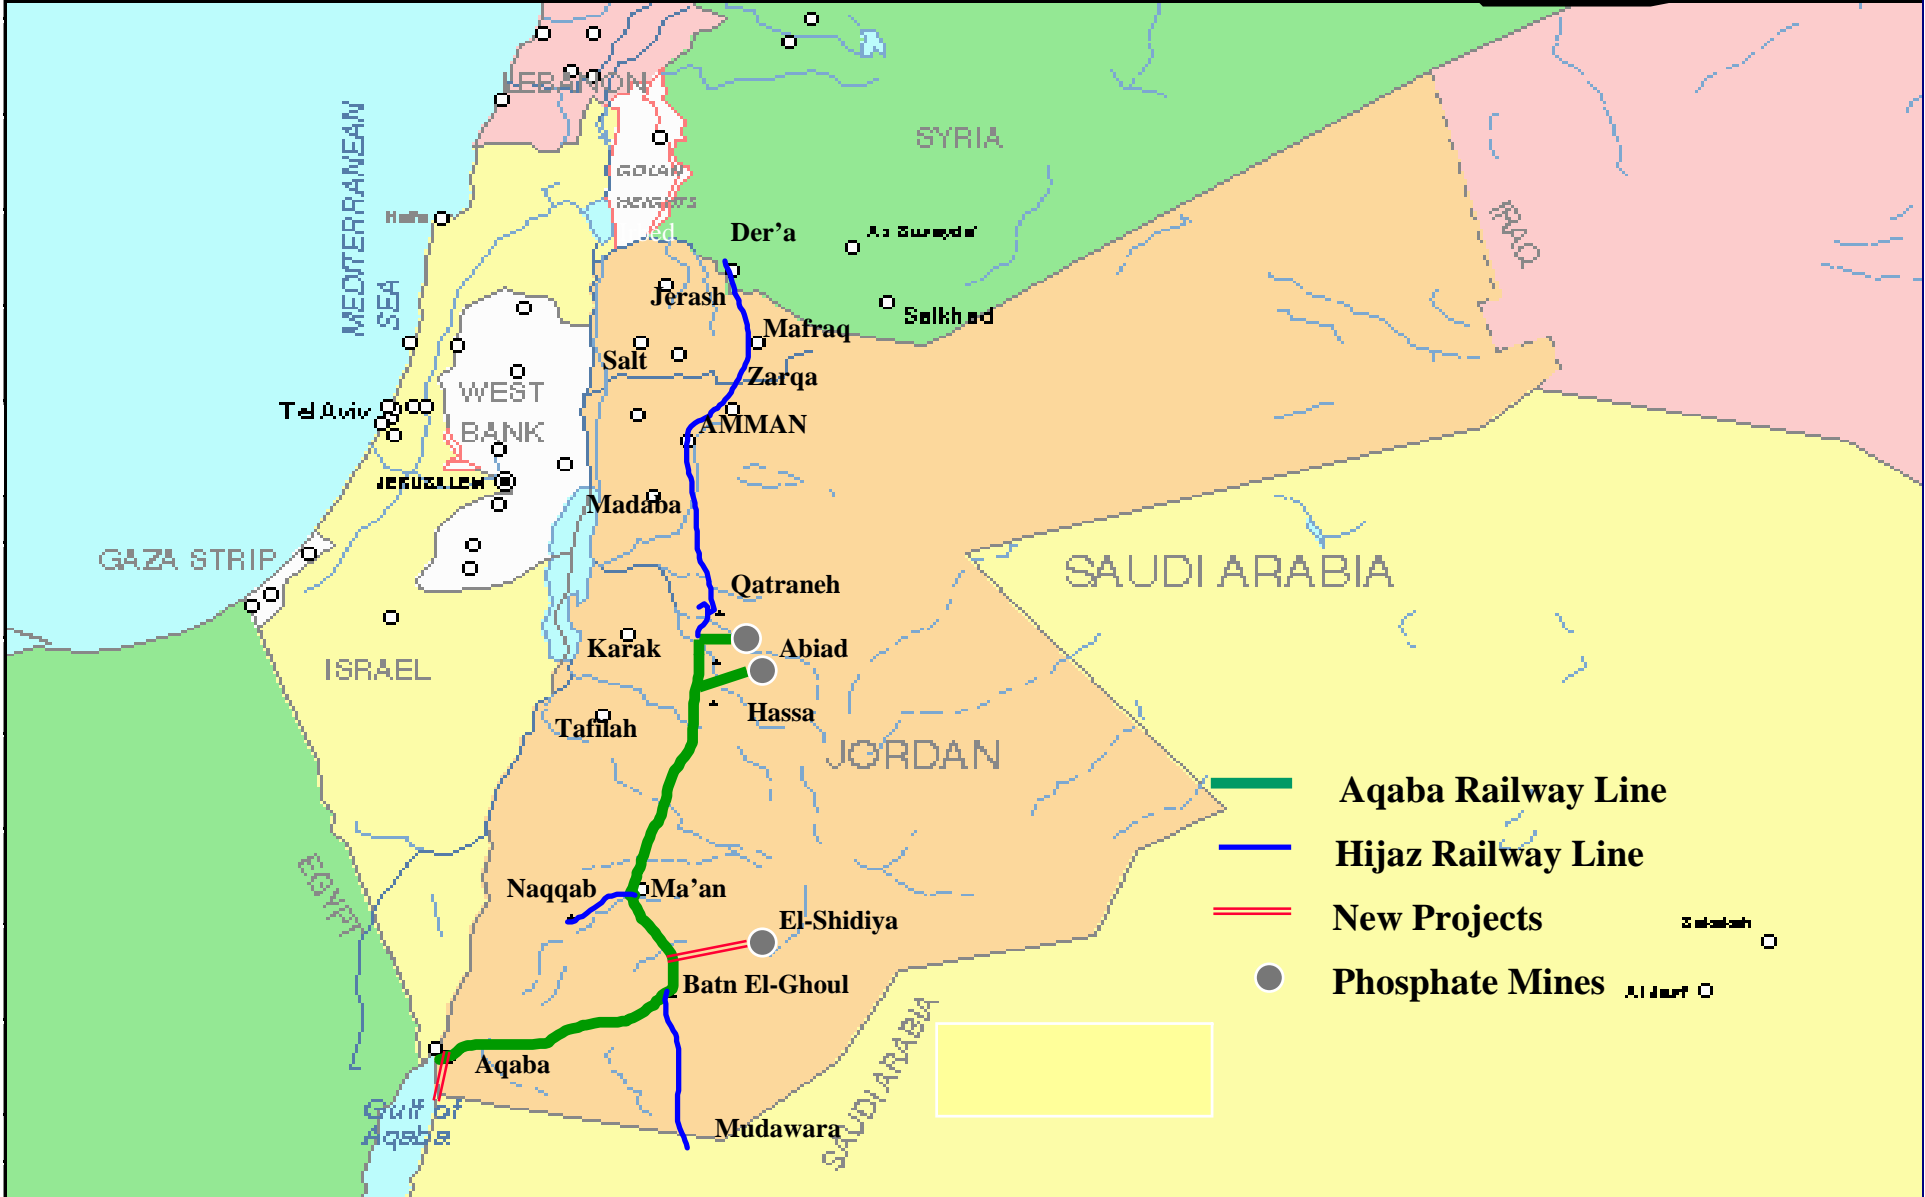 LEBANON
SYRIA
MEDITERRANEAN
SEA
GOLAN
HEIGHTS
Haifa
Der’a
As Suwayda'
IRAQ
Jerash
Salkhad
Mafraq
Salt
Zarqa
WEST
BANK
Tel Aviv
AMMAN
JERUSALEM
Madaba
GAZA STRIP
SAUDI ARABIA
Qatraneh
Karak
Abiad
ISRAEL
Hassa
Tafilah
JORDAN
Aqaba Railway Line
Hijaz Railway Line
EGYPT
Naqqab
Ma’an
El-Shidiya
New Projects
Batn El-Ghoul
Phosphate Mines
SAUDI ARABIA
Aqaba
Gulf of
Aqaba
Mudawara